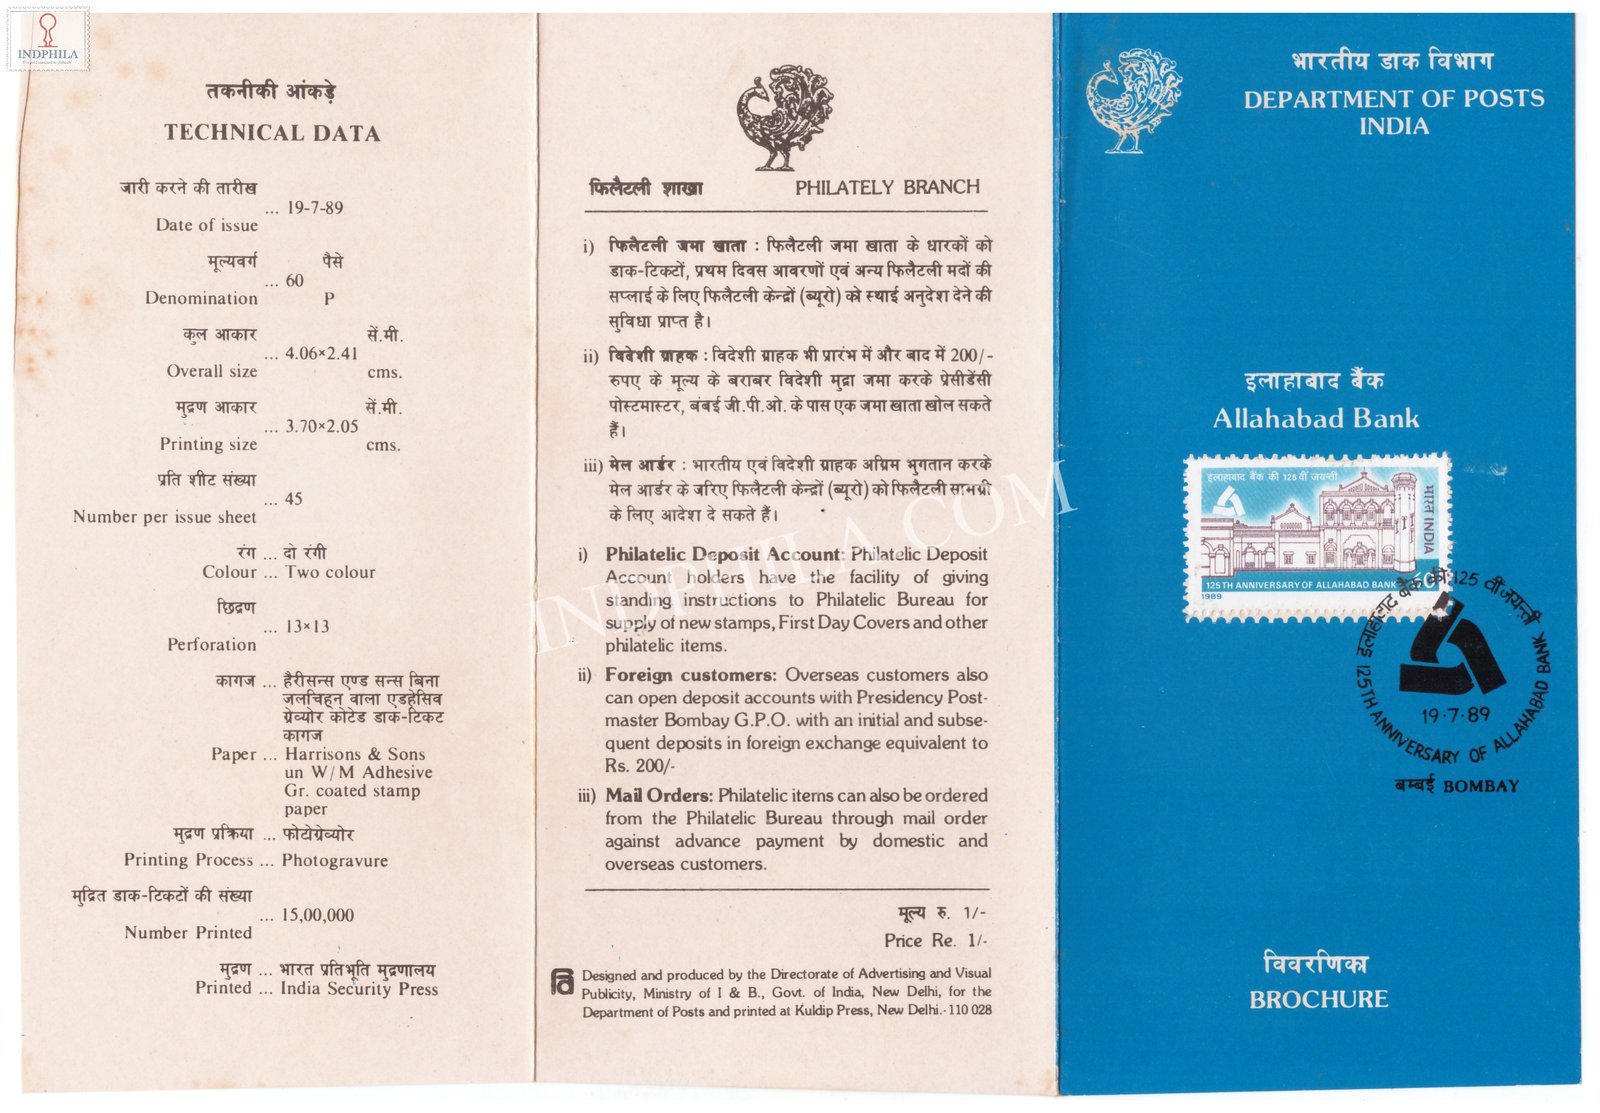 INDPHILA
तकनीकी आंकड़े
TECHNICAL DATA
जारी करने की तारीख
... 19-7-89
Date of issue
मूल्यवर्ग पैसे
... 60
Denomination P
कुल आकार सें.मी.
... 4.06×2.41
Overall size cms.
मुद्रण आकार सें.मी.
... 3.70×2.05
Printing size cms.
प्रति शीट संख्या
... 45
Number per issue sheet
रंग ... दो रंगी
Colour ... Two colour
छिद्रण
... 13×13
Perforation
कागज ... हैरीसन्स एण्ड सन्स बिना
जलचिह्न वाला एडहेसिव
ग्रेव्योर कोटेड डाक-टिकट
कागज
Paper ... Harrisons & Sons
un W/M Adhesive
Gr. coated stamp
paper
मुद्रण प्रक्रिया ... फोटोग्रेव्योर
Printing Process ... Photogravure
मुद्रित डाक-टिकटों की संख्या
... 15,00,000
Number Printed
मुद्रण ... भारत प्रतिभूति मुद्रणालय
Printed ... India Security Press
फिलैटली शाखा PHILATELY BRANCH
i) फिलैटली जमा खाता : फिलैटली जमा खाता के धारकों को
डाक-टिकटों, प्रथम दिवस आवरणों एवं अन्य फिलैटली मदों की
सप्लाई के लिए फिलैटली केन्द्रों (ब्यूरो) को स्थाई अनुदेश देने की
सुविधा प्राप्त है।
ii) विदेशी ग्राहक : विदेशी ग्राहक भी प्रारंभ में और बाद में 200/-
रुपए के मूल्य के बराबर विदेशी मुद्रा जमा करके प्रेसीडेंसी
पोस्टमास्टर, बंबई जी.पी.ओ. के पास एक जमा खाता खोल सकते
हैं।
iii) मेल आर्डर : भारतीय एवं विदेशी ग्राहक अग्रिम भुगतान करके
मेल आर्डर के जरिए फिलैटली केन्द्रों (ब्यूरो) को फिलैटली सामग्री
के लिए आदेश दे सकते हैं।
i) Philatelic Deposit Account: Philatelic Deposit
Account holders have the facility of giving
standing instructions to Philatelic Bureau for
supply of new stamps, First Day Covers and other
philatelic items.
ii) Foreign customers: Overseas customers also
can open deposit accounts with Presidency Post-
master Bombay G.P.O. with an initial and subse-
quent deposits in foreign exchange equivalent to
Rs. 200/-
iii) Mail Orders: Philatelic items can also be ordered
from the Philatelic Bureau through mail order
against advance payment by domestic and
overseas customers.
मूल्य रु. 1/-
Price Re. 1/-
Designed and produced by the Directorate of Advertising and Visual
Publicity, Ministry of I & B., Govt. of India, New Delhi, for the
Department of Posts and printed at Kuldip Press, New Delhi.- 110 028
INDPHILA.COM
भारतीय डाक विभाग
DEPARTMENT OF POSTS
INDIA
इलाहाबाद बैंक
Allahabad Bank
इलाहाबाद बैंक की 125 वीं जयन्ती
भारत INDIA
125TH ANNIVERSARY OF ALLAHABAD BANK
1989
इलाहाबाद बैंक की 125 वीं जयन्ती
19·7·89
125TH ANNIVERSARY OF ALLAHABAD BANK
बम्बई BOMBAY
विवरणिका
BROCHURE